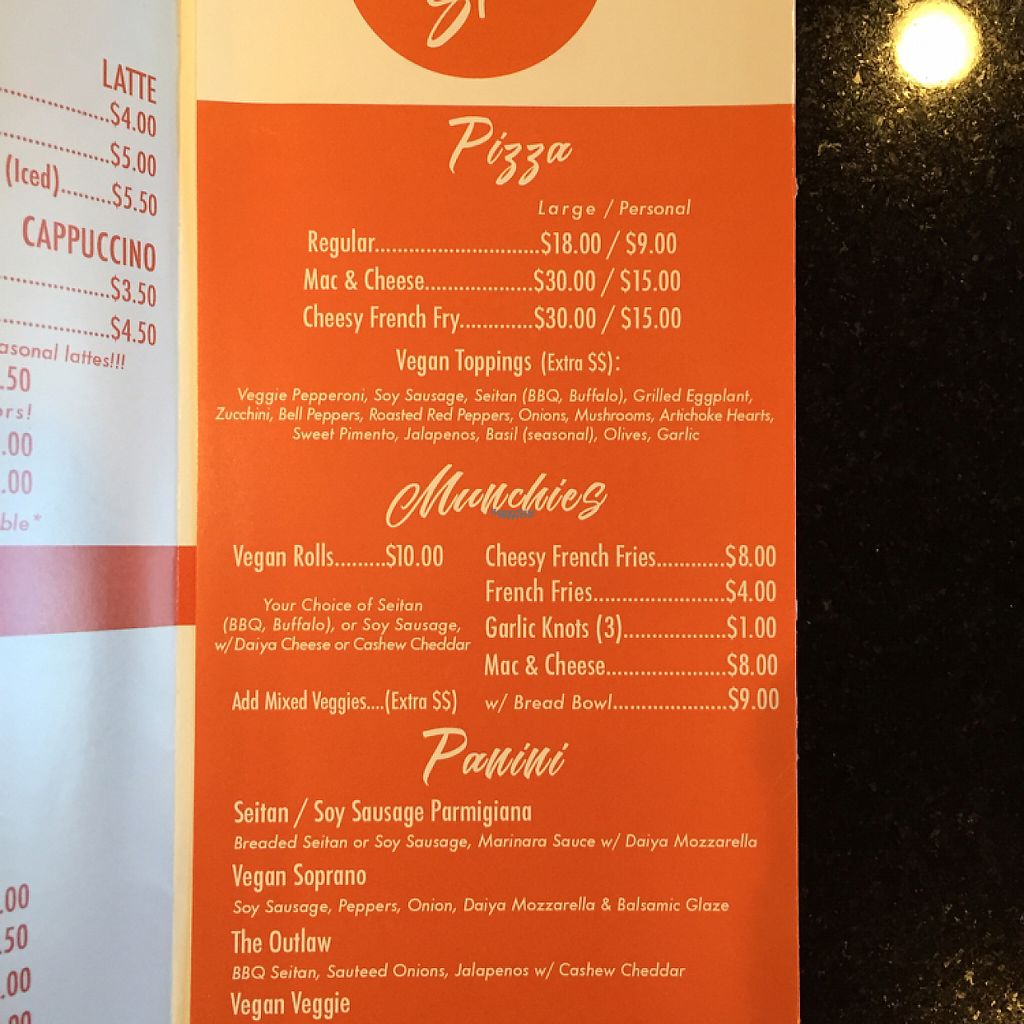 LATTE
$4.00
$5.00
(Iced)........$5.50
CAPPUCCINO
$3.50
$4.50
lattes!!!
.50
.00
.00
.00
.50
.00
Pizza
Large / Personal
Regular............................$18.00 / $9.00
Mac & Cheese..................$30.00 / $15.00
Cheesy French Fry............$30.00 / $15.00
Vegan Toppings (Extra $$):
Veggie Pepperoni, Soy Sausage, Seitan (BBQ, Buffalo), Grilled Eggplant,
Zucchini, Bell Peppers, Roasted Red Peppers, Onions, Mushrooms, Artichoke Hearts,
Sweet Pimento, Jalapenos, Basil (seasonal), Olives, Garlic
Munchies
Vegan Rolls.........$10.00
Your Choice of Seitan
(BBQ, Buffalo), or Soy Sausage,
w/Daiya Cheese or Cashew Cheddar
Add Mixed Veggies....(Extra $$)
Cheesy French Fries............$8.00
French Fries.......................$4.00
Garlic Knots (3)..................$1.00
Mac & Cheese.....................$8.00
w/ Bread Bowl.....................$9.00
Panini
Seitan / Soy Sausage Parmigiana
Breaded Seitan or Soy Sausage, Marinara Sauce w/ Daiya Mozzarella
Vegan Soprano
Soy Sausage, Peppers, Onion, Daiya Mozzarella & Balsamic Glaze
The Outlaw
BBQ Seitan, Sauteed Onions, Jalapenos w/ Cashew Cheddar
Vegan Veggie